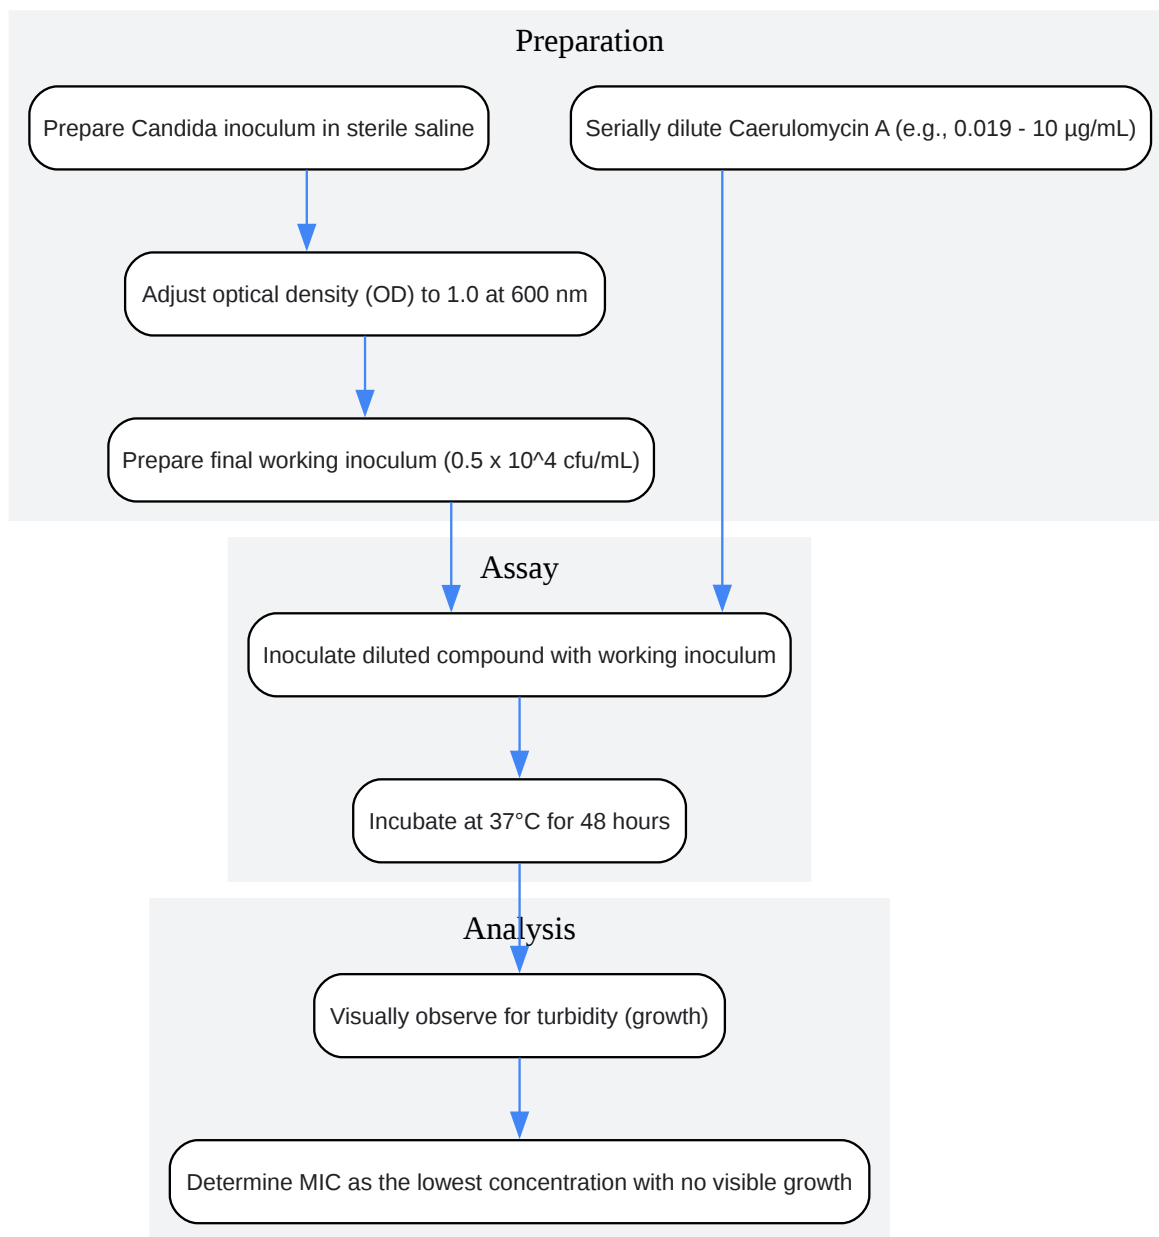 Preparation
Prepare Candida inoculum in sterile saline
Serially dilute Caerulomycin A (e.g., 0.019 - 10 µg/mL)
Adjust optical density (OD) to 1.0 at 600 nm
Prepare final working inoculum (0.5 x 10^4 cfu/mL)
Assay
Inoculate diluted compound with working inoculum
Incubate at 37°C for 48 hours
Analysis
Visually observe for turbidity (growth)
Determine MIC as the lowest concentration with no visible growth